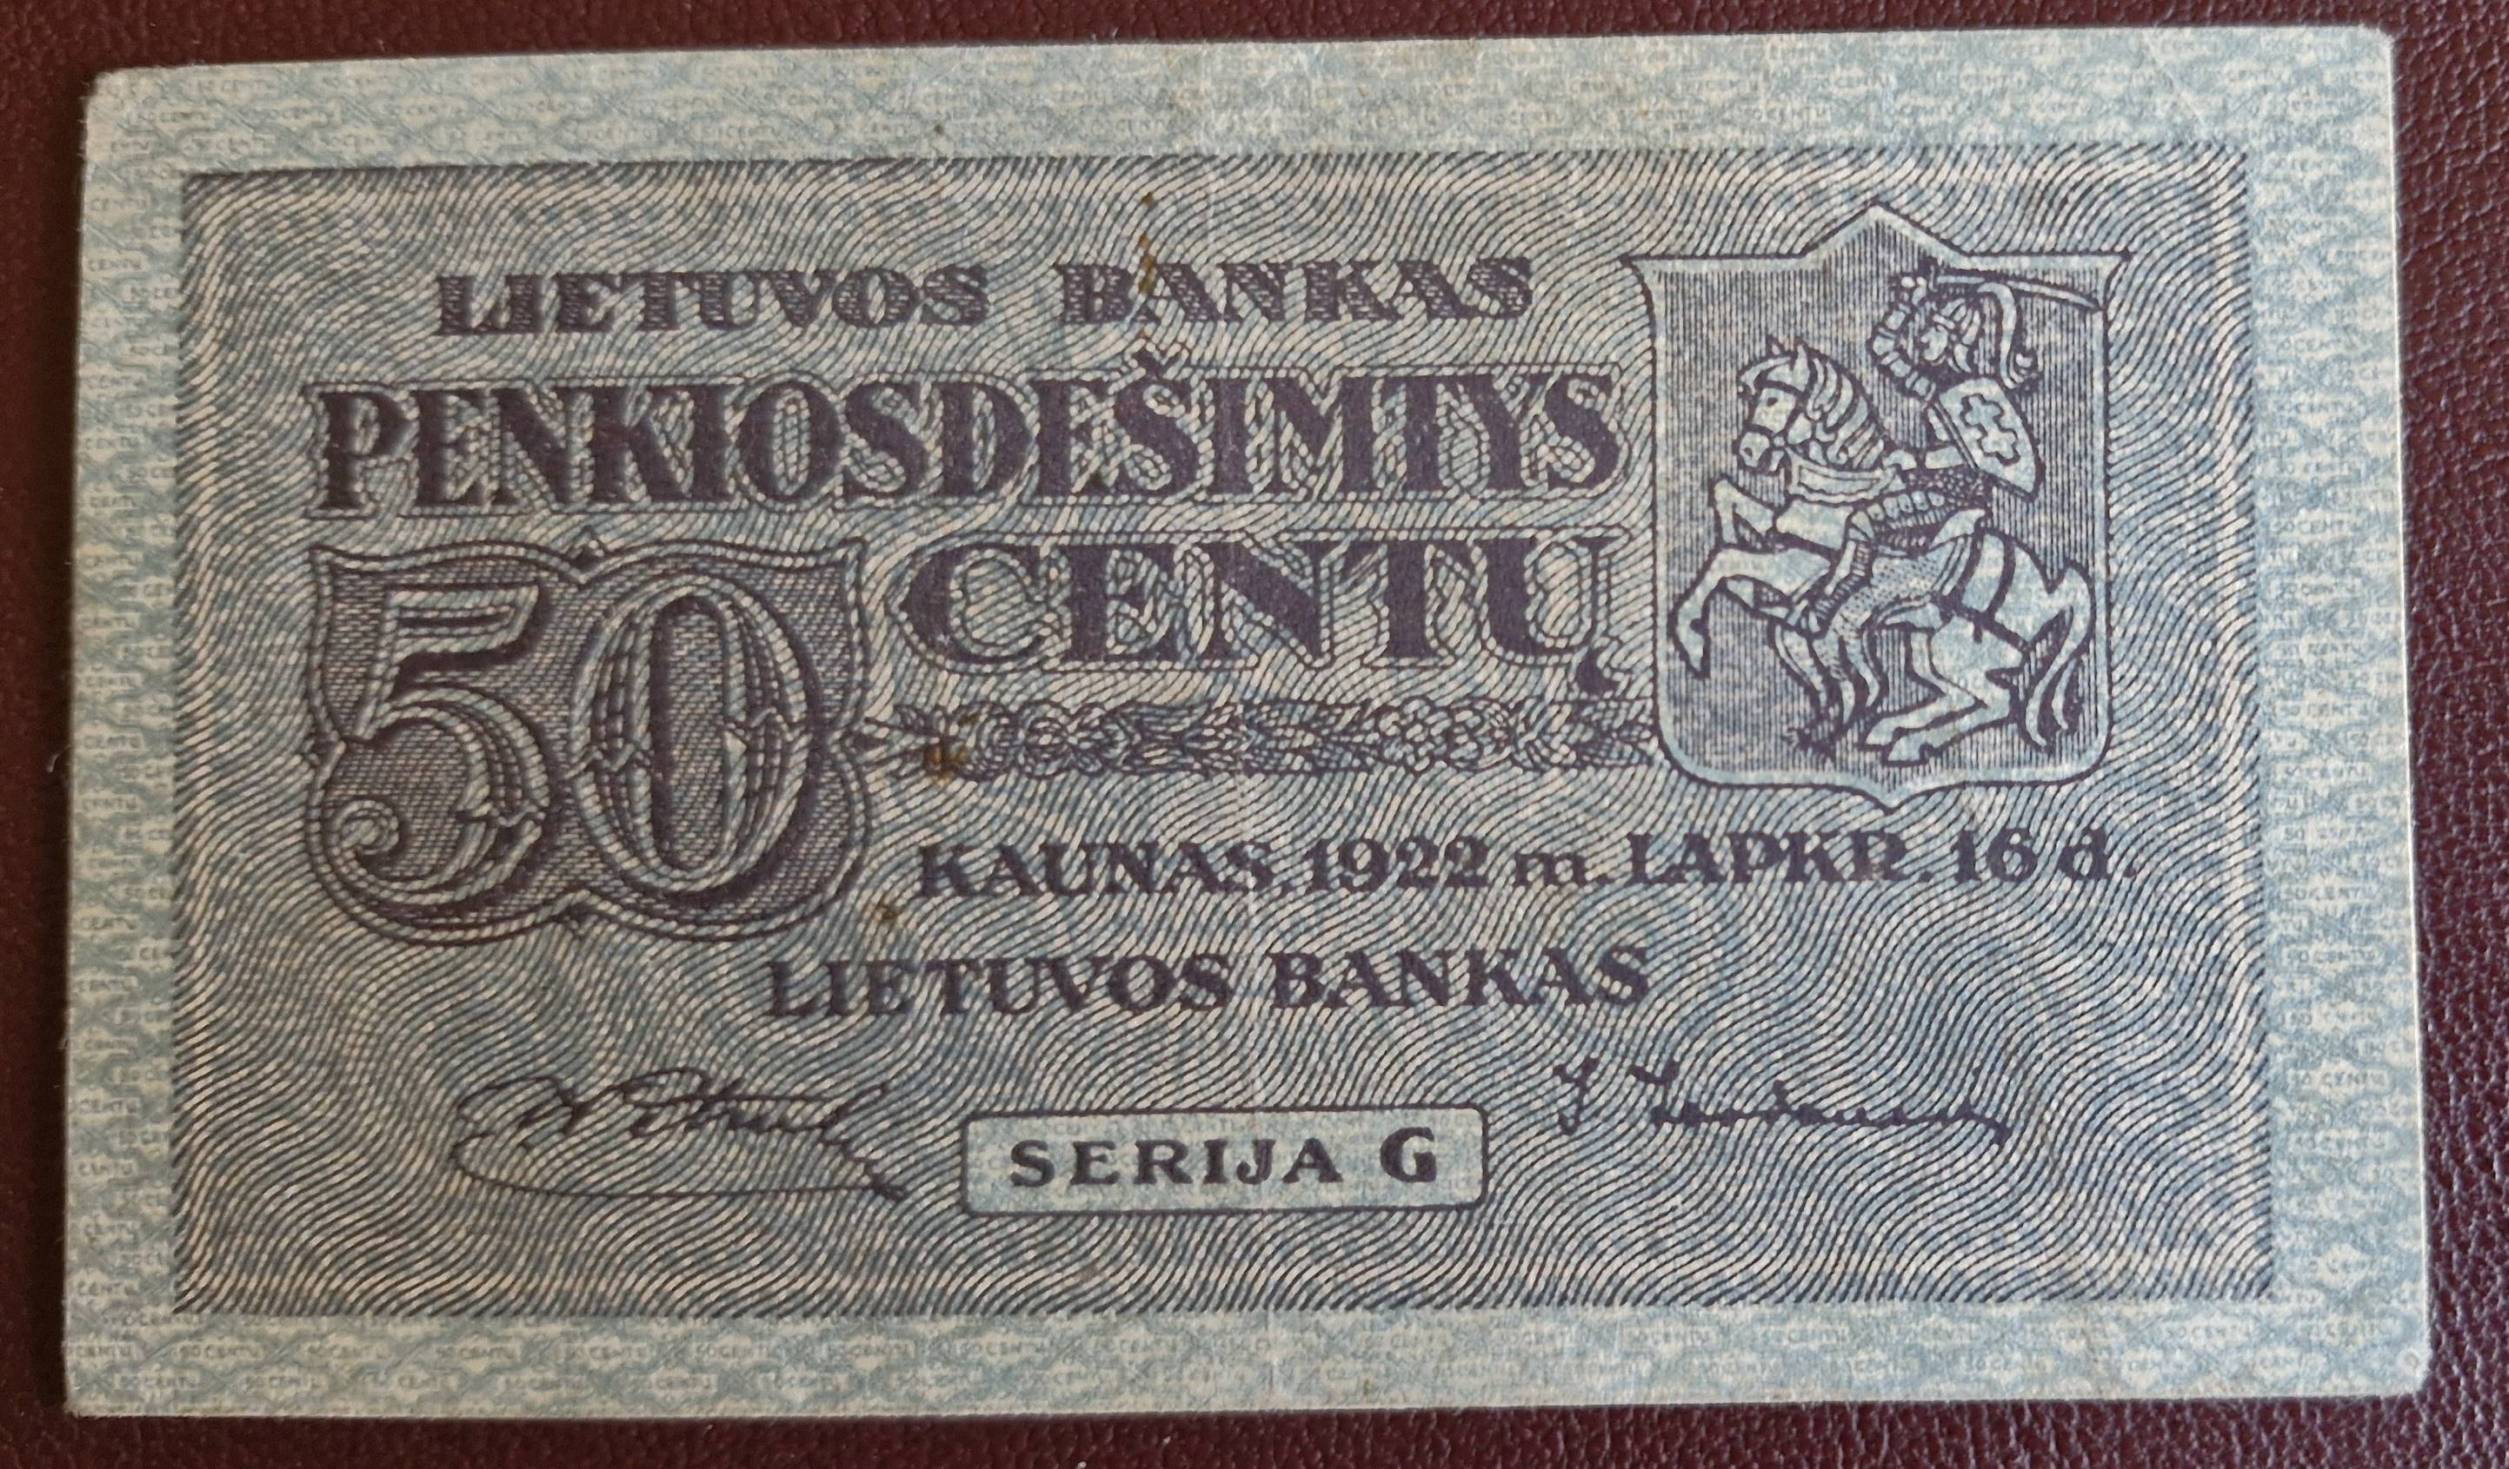 LIETUVOS BANKAS
PENKIOSDEŠIMTYS
50 CENTŲ
KAUNAS, 1922 m. LAPKR. 16 d.
LIETUVOS BANKAS
SERIJA G